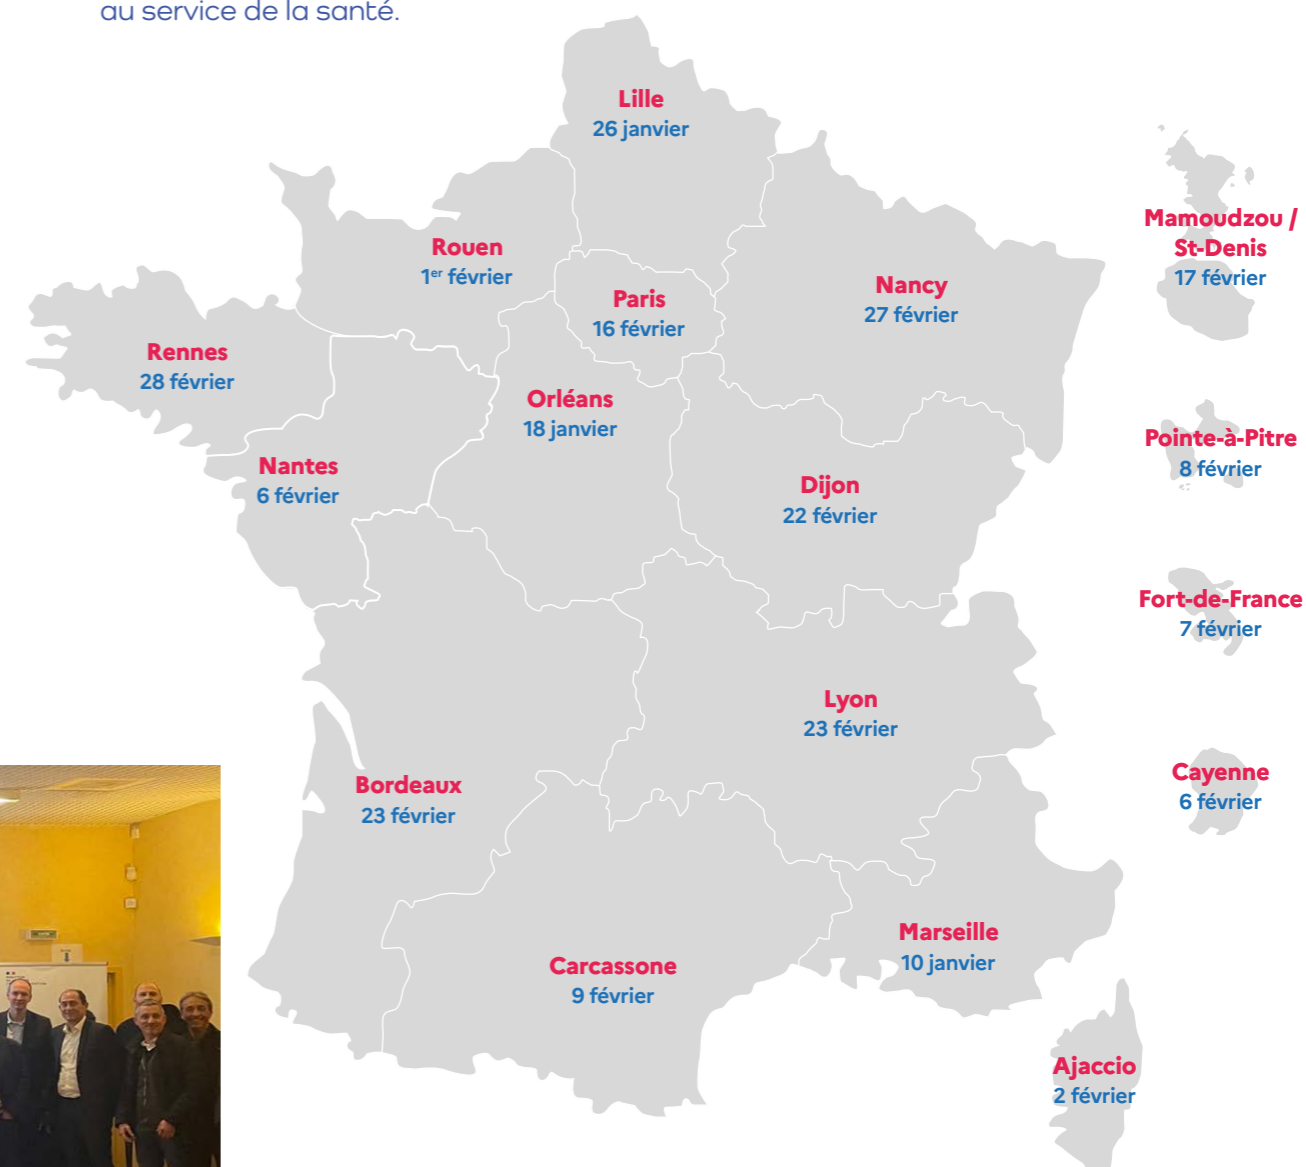 au service de la santé.
Lille
26 janvier
Rouen
1er février
Paris
16 février
Nancy
27 février
Mamoudzou /
St-Denis
17 février
Rennes
28 février
Orléans
18 janvier
Nantes
6 février
Dijon
22 février
Pointe-à-Pitre
8 février
Fort-de-France
7 février
Lyon
23 février
Bordeaux
23 février
Cayenne
6 février
Marseille
10 janvier
Carcassone
9 février
Ajaccio
2 février